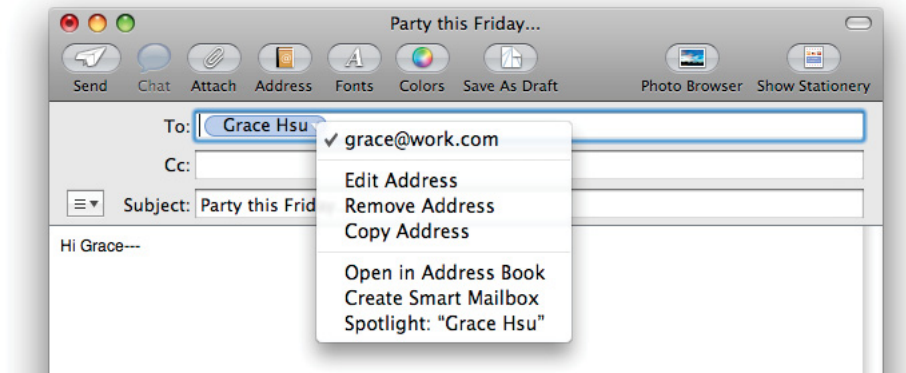 Party this Friday...
Send Chat Attach Address Fonts Colors Save As Draft Photo Browser Show Stationery
To: Grace Hsu
✓ grace@work.com
Cc:
Edit Address
Remove Address
Subject: Party this Frid
Copy Address
Hi Grace---
Open in Address Book
Create Smart Mailbox
Spotlight: “Grace Hsu”